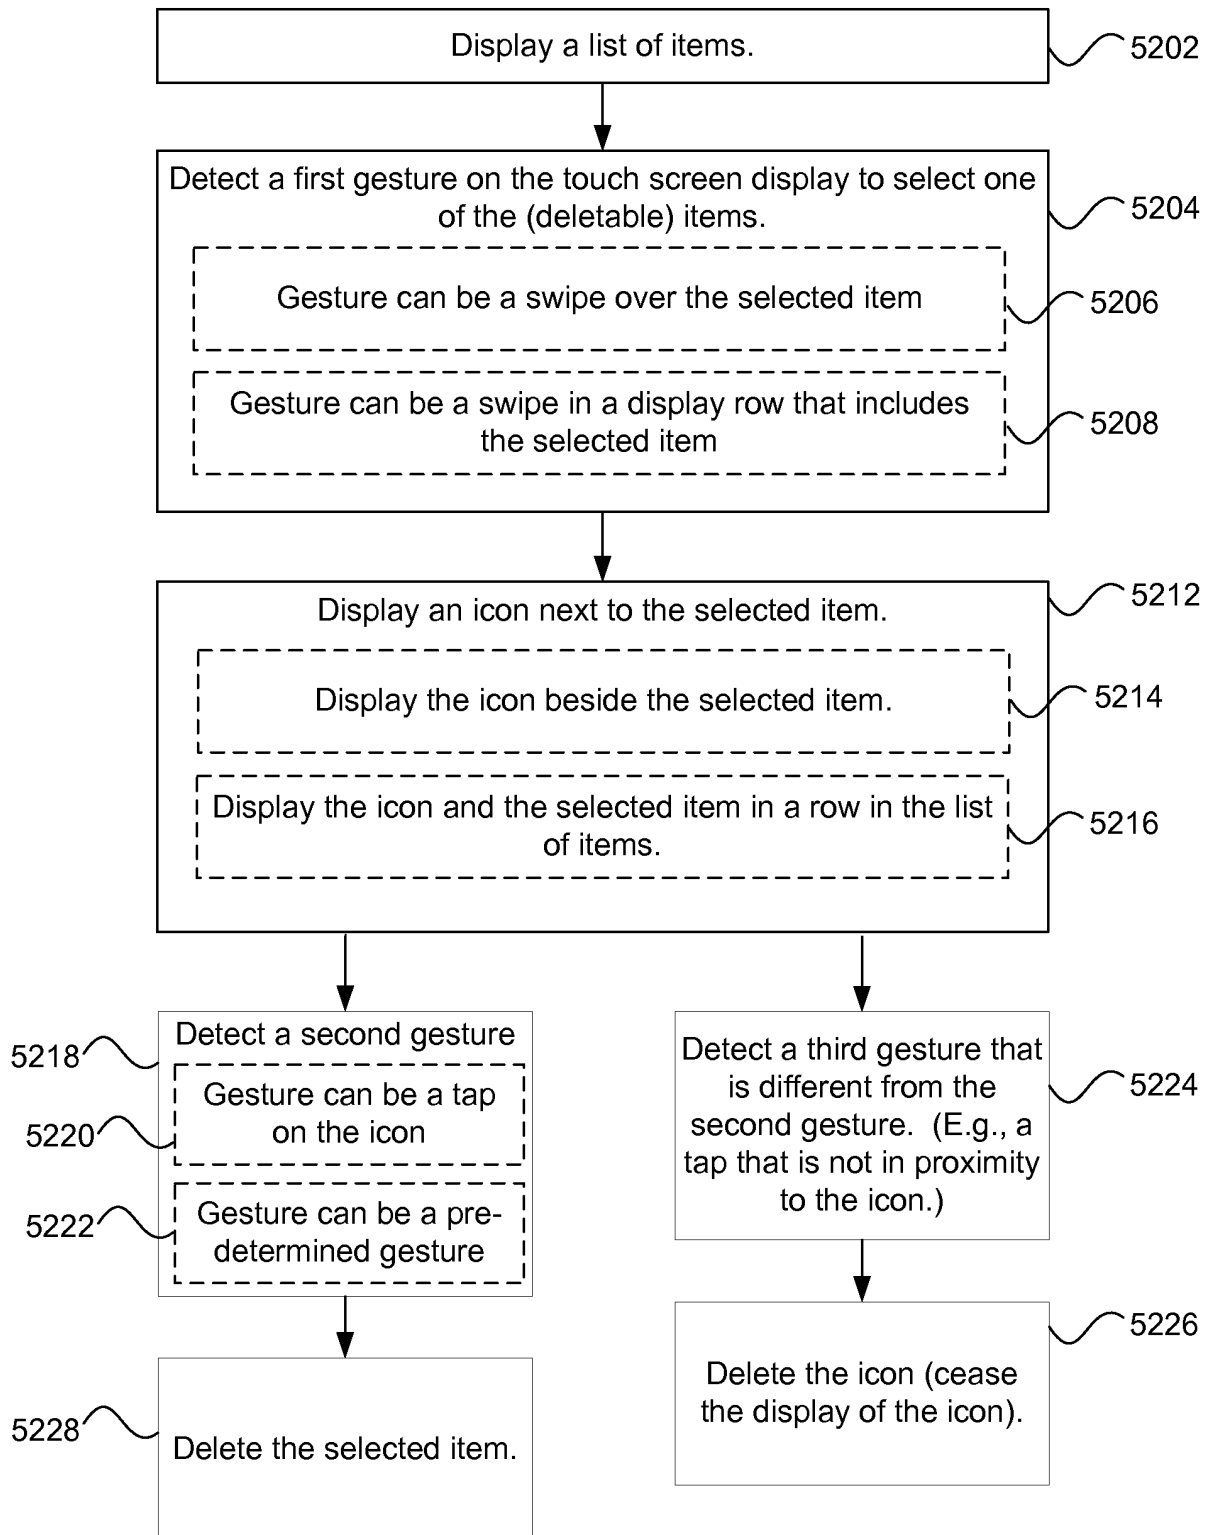 Display a list of items.
5202
Detect a first gesture on the touch screen display to select one
of the (deletable) items.
5204
Gesture can be a swipe over the selected item
5206
Gesture can be a swipe in a display row that includes
the selected item
5208
Display an icon next to the selected item.
5212
Display the icon beside the selected item.
5214
Display the icon and the selected item in a row in the list
of items.
5216
Detect a second gesture
5218
Gesture can be a tap
on the icon
5220
Gesture can be a pre-
determined gesture
5222
Detect a third gesture that
is different from the
second gesture. (E.g., a
tap that is not in proximity
to the icon.)
5224
Delete the icon (cease
the display of the icon).
5226
Delete the selected item.
5228